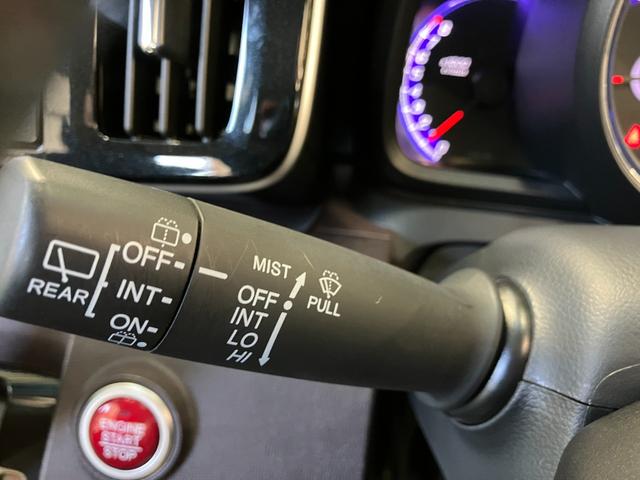 REAR
OFF
INT
ON
MIST
OFF
INT
LO
HI
PULL
ENGINE
START
STOP